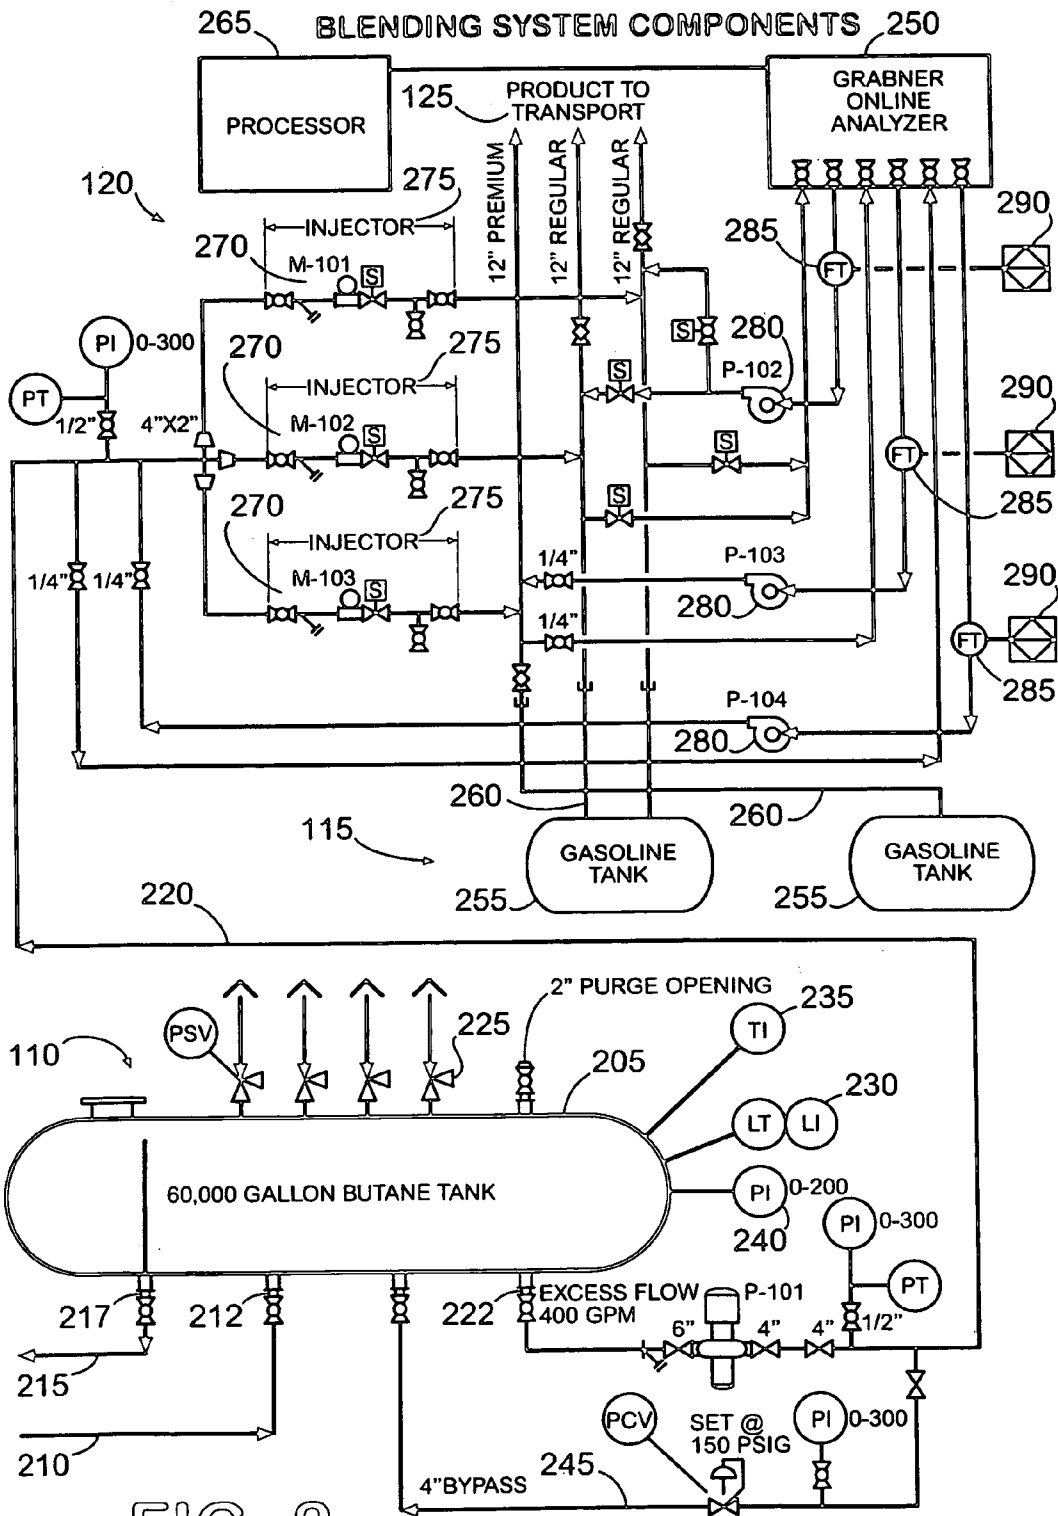 BLENDING SYSTEM COMPONENTS
265
250
PROCESSOR
125
PRODUCT TO
TRANSPORT
GRABNER
ONLINE
ANALYZER
120
12" PREMIUM
12" REGULAR
12" REGULAR
275
INJECTOR
270
M-101
S
285
FT
290
PI
0-300
PT
1/2"
4"X2"
270
275
INJECTOR
M-102
S
S
S
280
P-102
S
S
FT
290
285
270
275
INJECTOR
M-103
S
1/4"
1/4"
1/4"
1/4"
P-103
280
FT
290
285
P-104
280
260
260
115
GASOLINE
TANK
255
GASOLINE
TANK
255
220
2" PURGE OPENING
235
TI
PSV
225
205
110
230
LT
LI
60,000 GALLON BUTANE TANK
PI
0-200
240
PI
0-300
PT
1/2"
217
212
222
EXCESS FLOW
400 GPM
P-101
6"
4"
4"
215
210
PCV
SET @
150 PSIG
PI
0-300
4"BYPASS
245